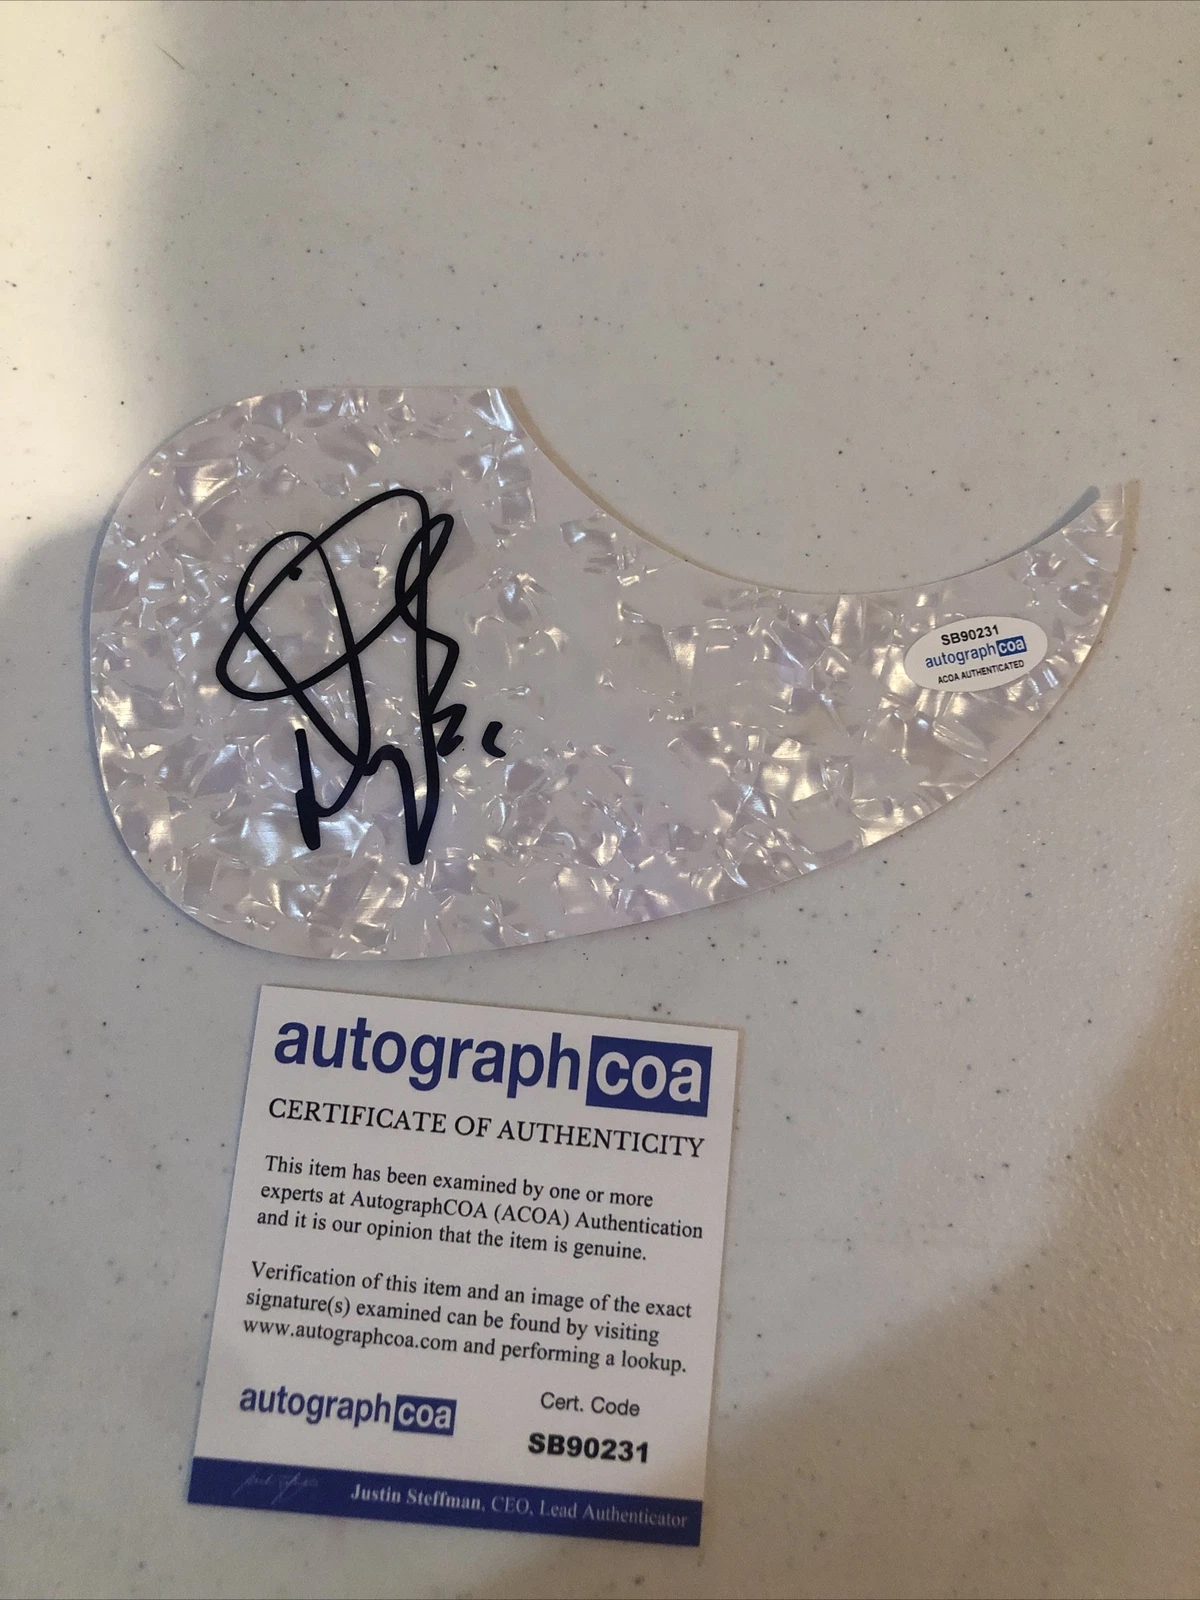 SB90231
autographcoa
ACOA AUTHENTICATED
autographcoa
CERTIFICATE OF AUTHENTICITY
This item has been examined by one or more
experts at AutographCOA (ACOA) Authentication
and it is our opinion that the item is genuine.
Verification of this item and an image of the exact
signature(s) examined can be found by visiting
www.autographcoa.com and performing a lookup.
autographcoa
Cert. Code
SB90231
Justin Steffman, CEO, Lead Authenticator